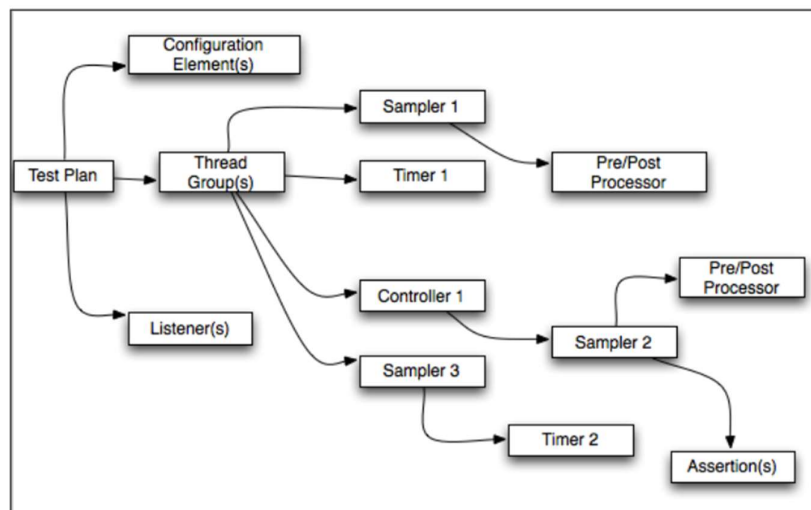 Configuration
Element(s)
Sampler 1
Test Plan
Thread
Group(s)
Timer 1
Pre/Post
Processor
Controller 1
Pre/Post
Processor
Listener(s)
Sampler 2
Sampler 3
Timer 2
Assertion(s)